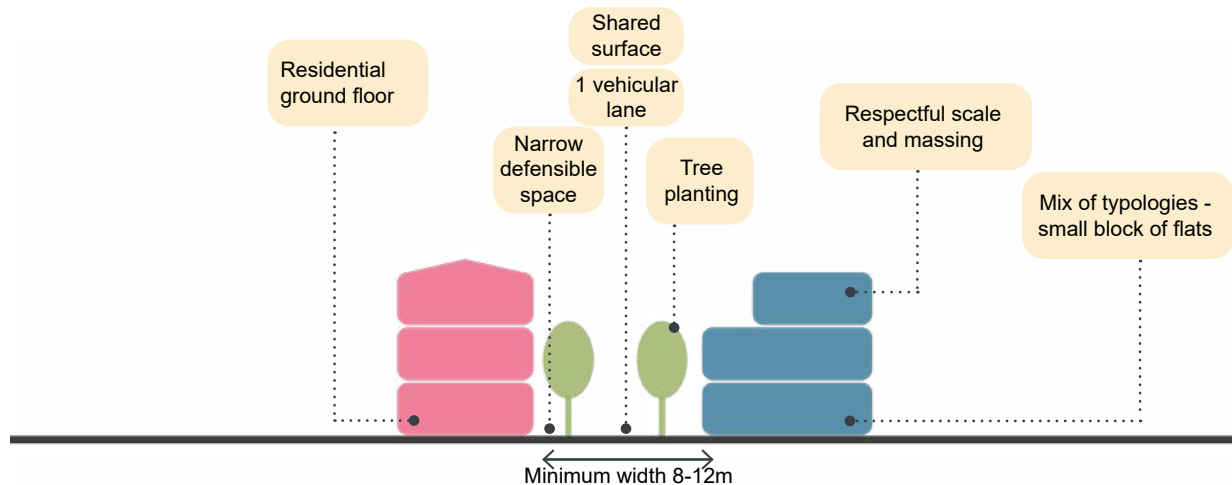 Shared
surface
Residential
ground floor
1 vehicular
lane
Narrow
defensible
space
Tree
planting
Respectful scale
and massing
Mix of typologies -
small block of flats
Minimum width 8-12m